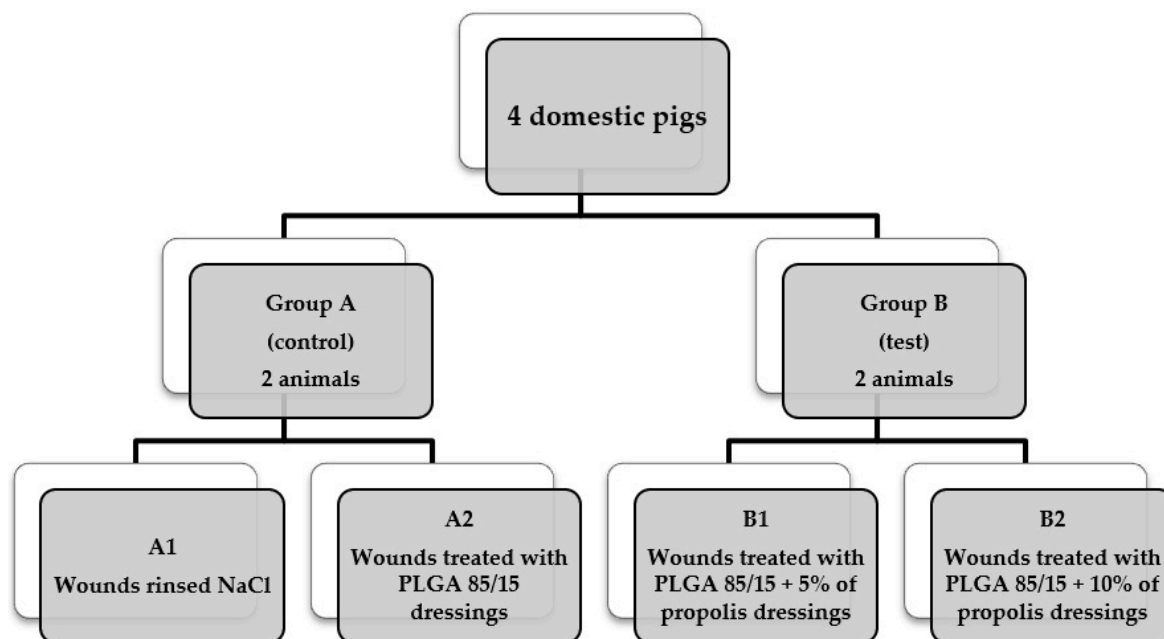 4 domestic pigs
Group A
(control)
2 animals
Group B
(test)
2 animals
A1
Wounds rinsed NaCl
A2
Wounds treated with
PLGA 85/15
dressings
B1
Wounds treated with
PLGA 85/15 + 5% of
propolis dressings
B2
Wounds treated with
PLGA 85/15 + 10% of
propolis dressings